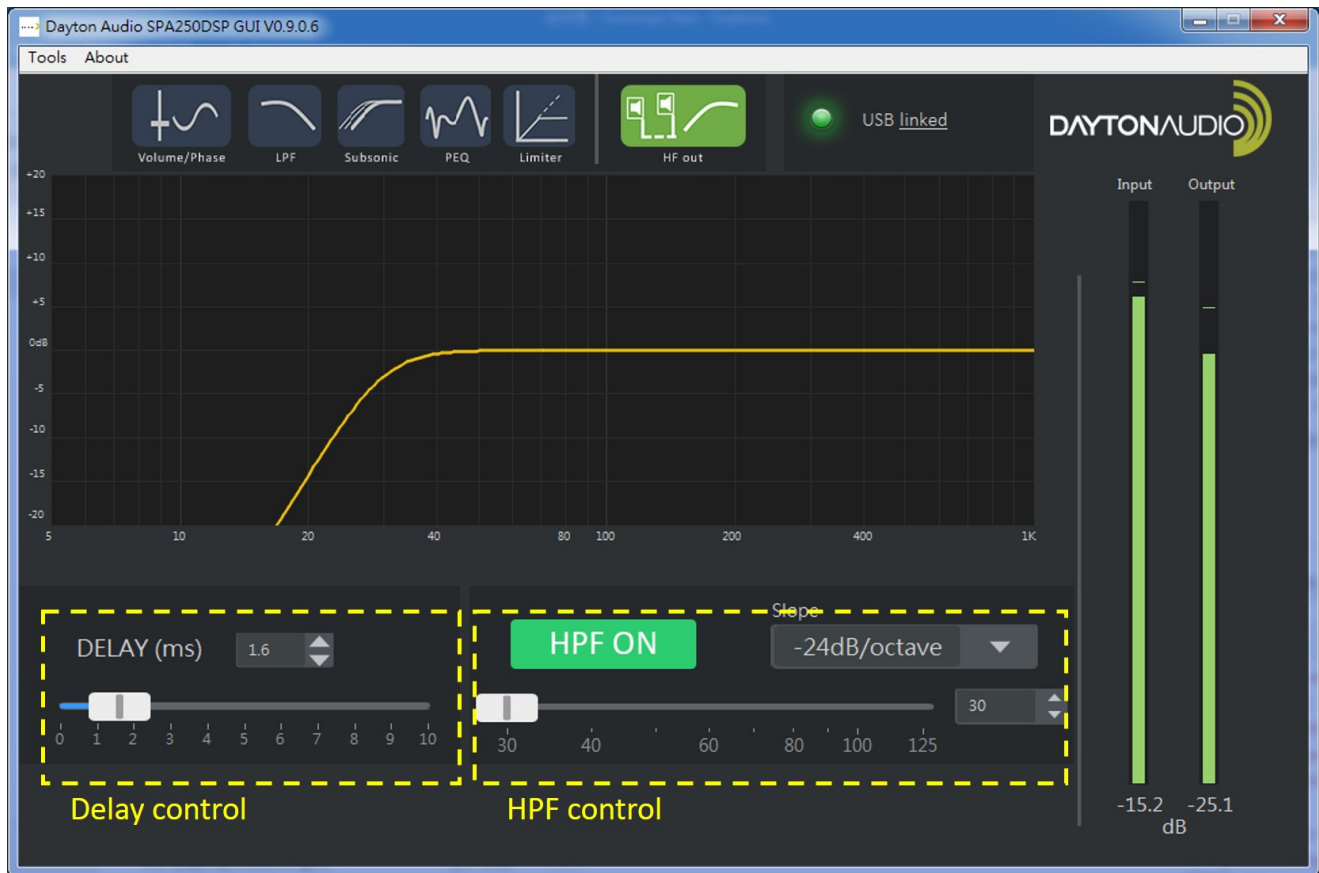 Dayton Audio SPA250DSP GUI V0.9.0.6
Tools About
Volume/Phase LPF Subsonic PEQ Limiter HF out
USB linked
DAYTONAUDIO
Input Output
+20
+15
+10
+5
0dB
-5
-10
-15
-20
5 10 20 40 80 100 200 400 1K
Slope
DELAY (ms) 1.6 HPF ON -24dB/octave
30
0 1 2 3 4 5 6 7 8 9 10
30 40 60 80 100 125
Delay control HPF control
-15.2 -25.1
dB